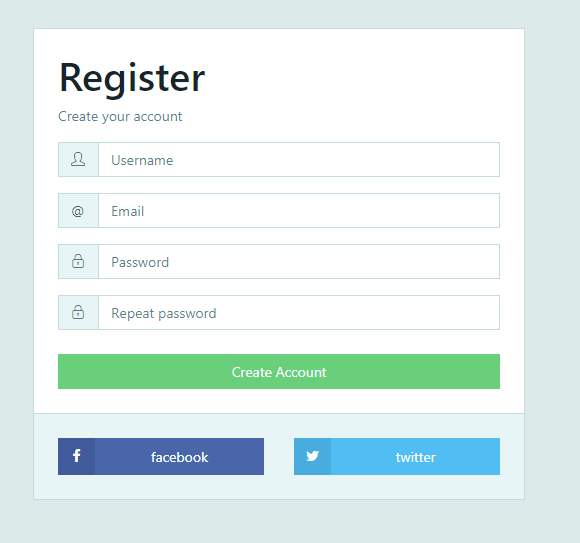 Register
Create your account
Username
@ Email
Password
Repeat password
Create Account
f facebook twitter